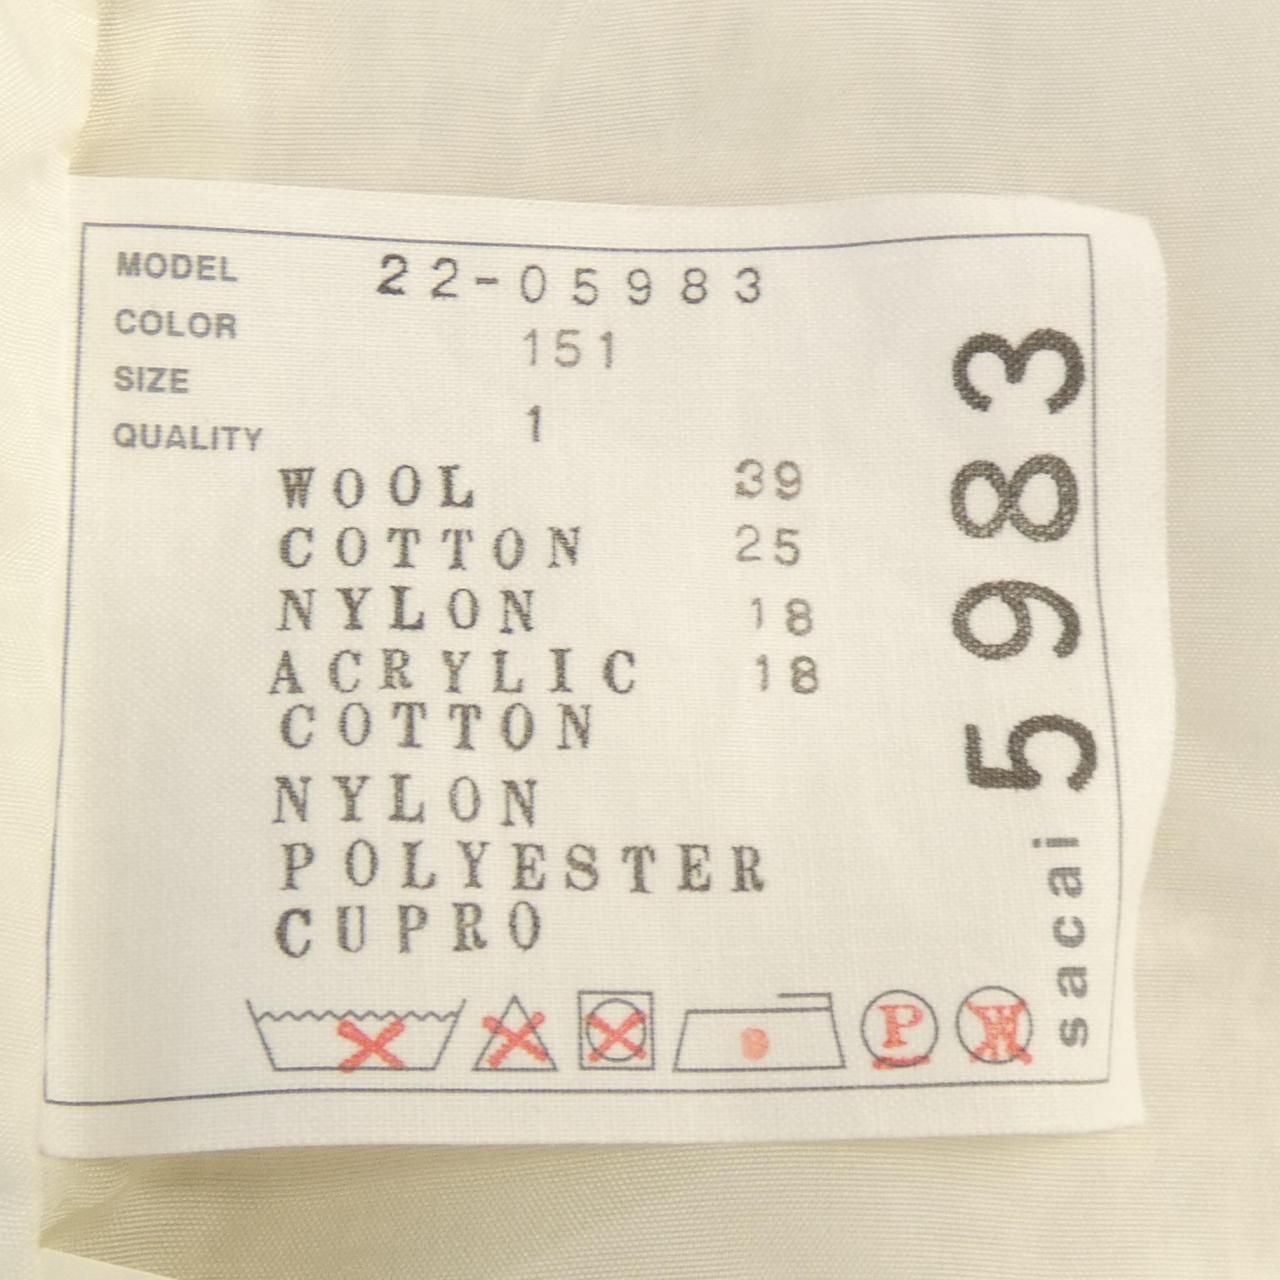 MODEL 22-05983
COLOR 151
SIZE 1
QUALITY
WOOL 39
COTTON 25
NYLON 18
ACRYLIC 18
COTTON
NYLON
POLYESTER
CUPRO
P W
sacai 5983